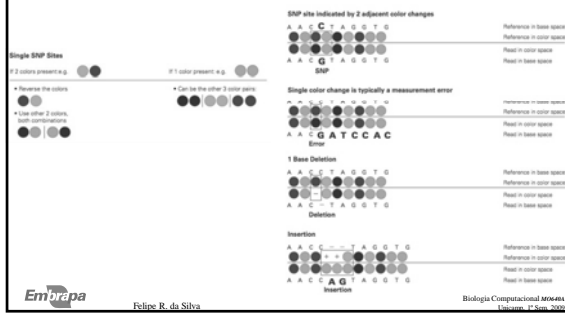 Single SNP Sites
If 2 colors present e.g.
If 1 color present: e.g.
• Reverse the colors
• Use other 2 colors,
both combinations
• Can be the other 3 color pairs:
SNP site indicated by 2 adjacent color changes
A A C C T A G G T G Reference in base space
Reference in color space
Read in color space
A A C G T A G G T G Read in base space
SNP
Single color change is typically a measurement error
Reference in color space
Read in color space
A A C G A T C C A C Read in base space
Error
1 Base Deletion
A A C C T A G G T G Reference in base space
Reference in color space
–
Read in color space
A A C – T A G G T G Read in base space
Deletion
Insertion
A A C C – – T A G G T G Reference in base space
+ + Reference in color space
Read in color space
A A C C A G T A G G T G Read in base space
Insertion
Embrapa
Felipe R. da Silva
Biologia Computacional MO640A
Unicamp, 1º Sem, 2009